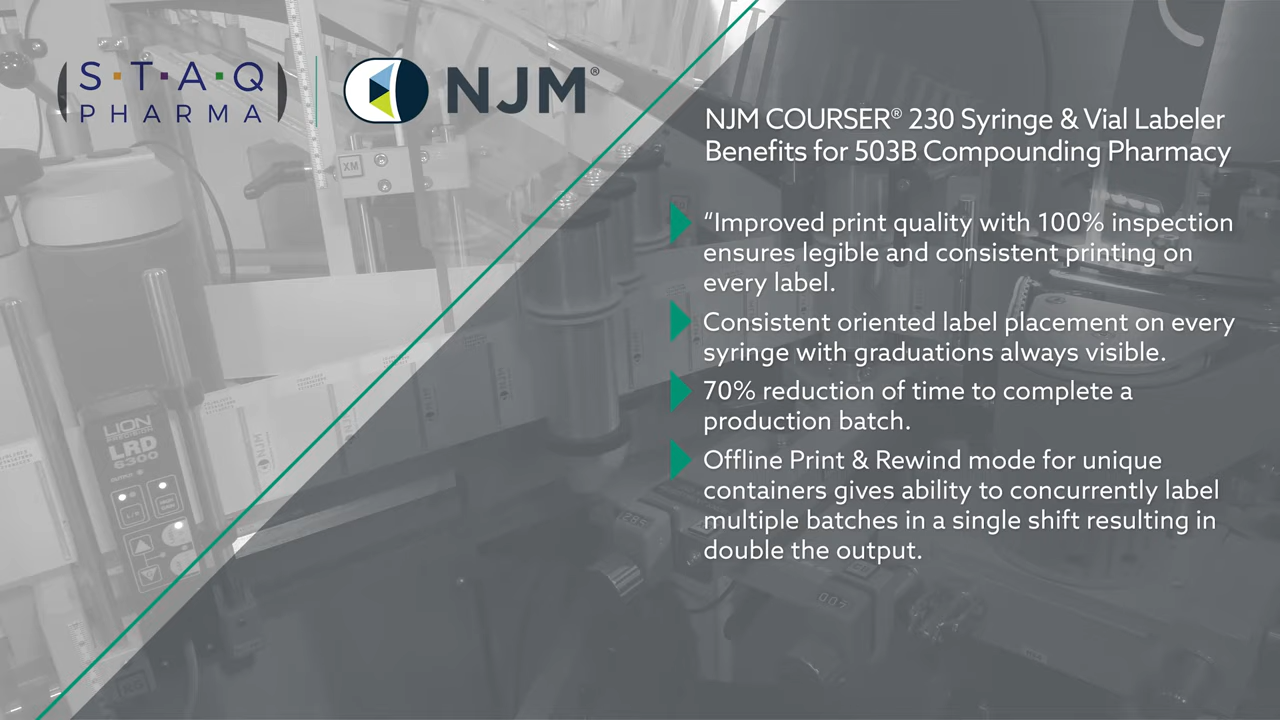 S·T·A·Q
PHARMA
NJM®
NJM COURSER® 230 Syringe & Vial Labeler
Benefits for 503B Compounding Pharmacy
“Improved print quality with 100% inspection
ensures legible and consistent printing on
every label.
Consistent oriented label placement on every
syringe with graduations always visible.
70% reduction of time to complete a
production batch.
Offline Print & Rewind mode for unique
containers gives ability to concurrently label
multiple batches in a single shift resulting in
double the output.
XM
LION
PRECISION
LRD
6300